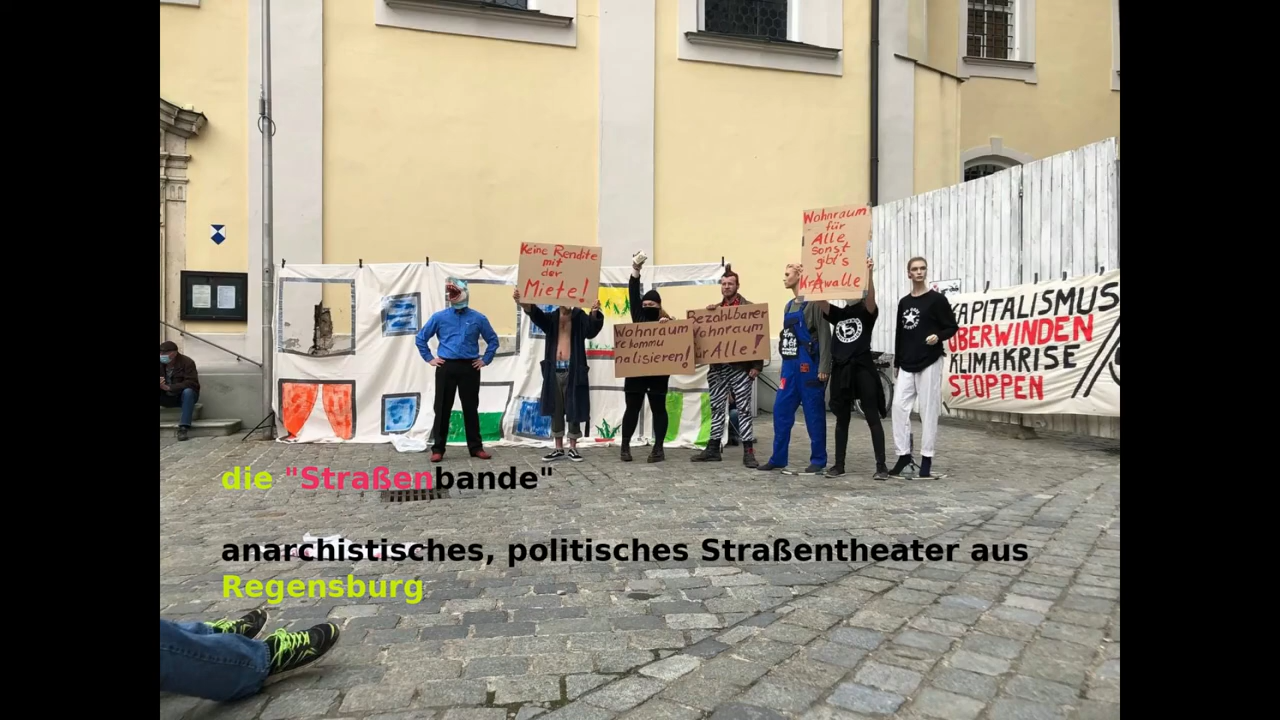 Keine Rendite
mit
der
Miete!
Wohnraum
für
Alle,
sonst
gibt's
Krawalle
Wohnraum
re kommu
nalisieren!
Bezahlbarer
Wohnraum
für Alle!
KAPITALISMUS
ÜBERWINDEN
KLIMAKRISE
STOPPEN
die "Straßenbande"
anarchistisches, politisches Straßentheater aus
Regensburg